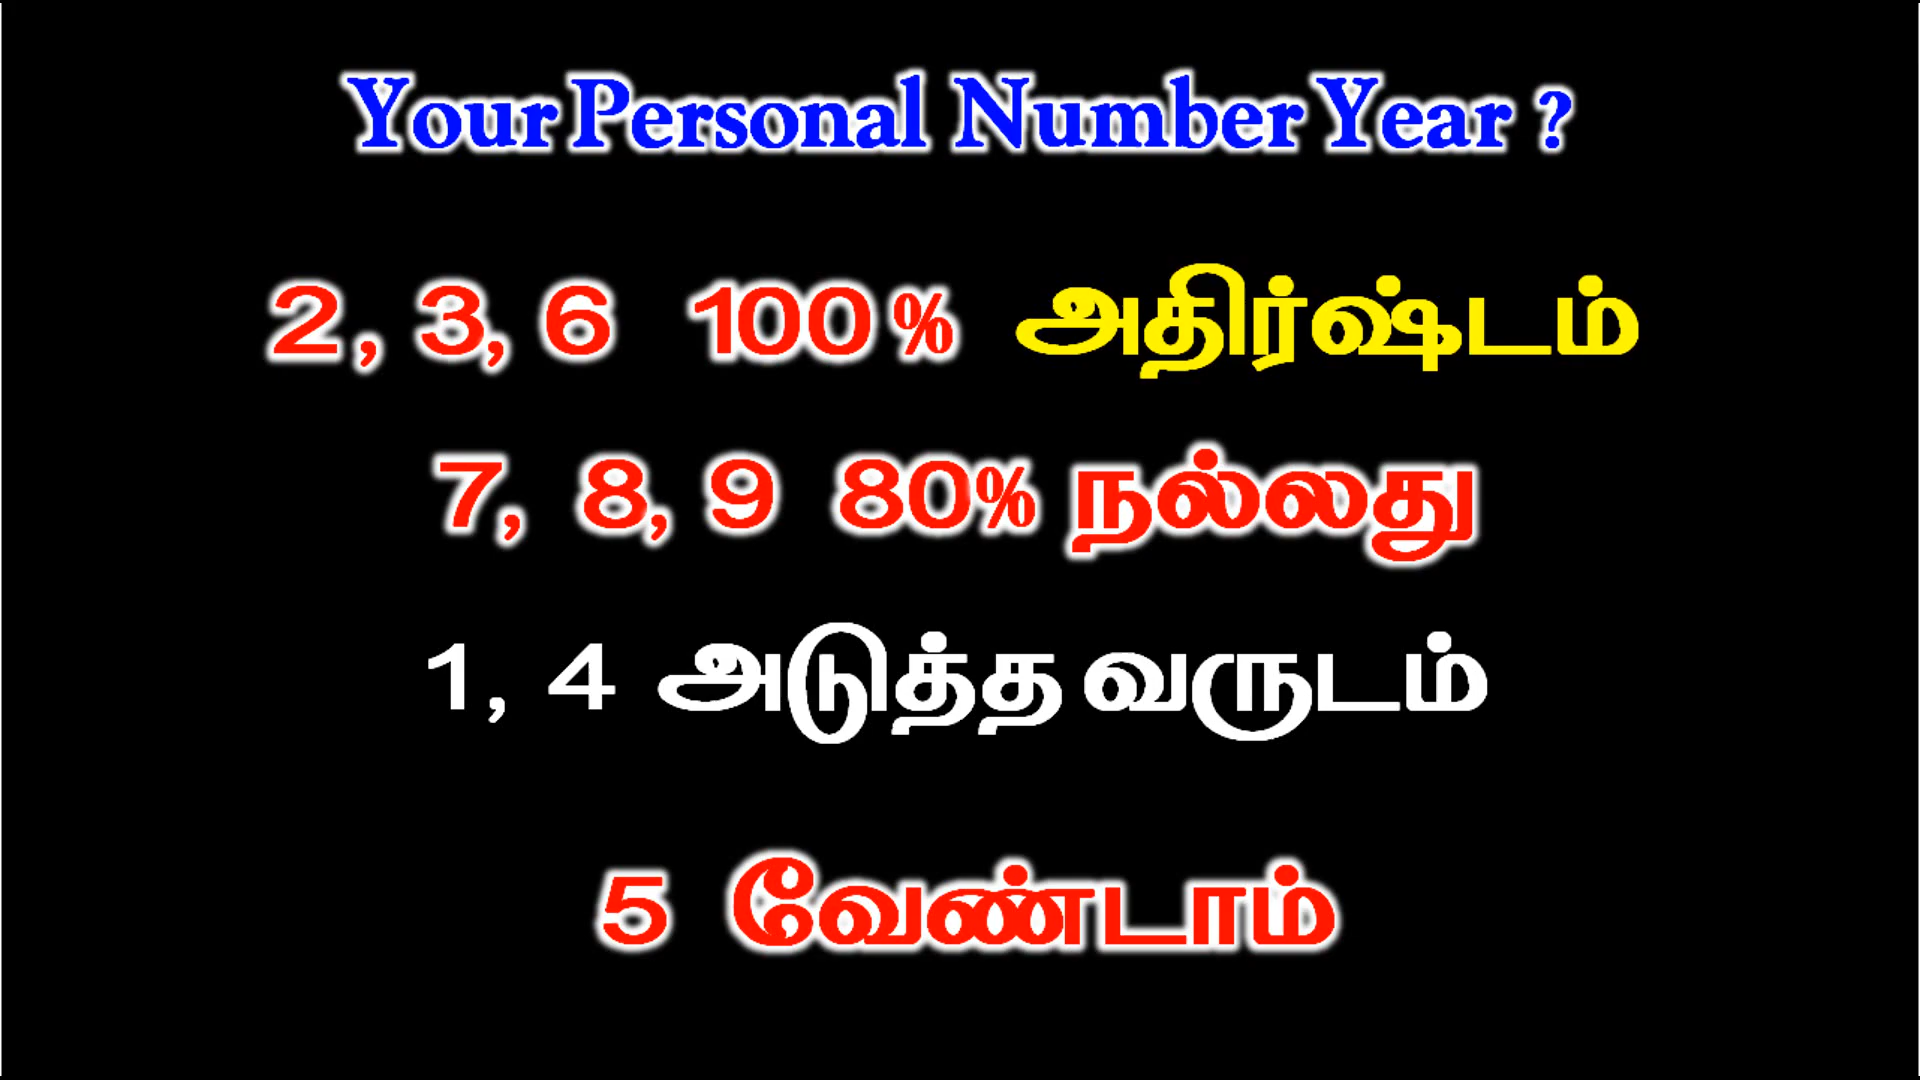 Your Personal Number Year ?
2, 3, 6 100% அதிர்ஷ்டம்
7, 8, 9 80% நல்லது
1, 4 அடுத்த வருடம்
5 வேண்டாம்